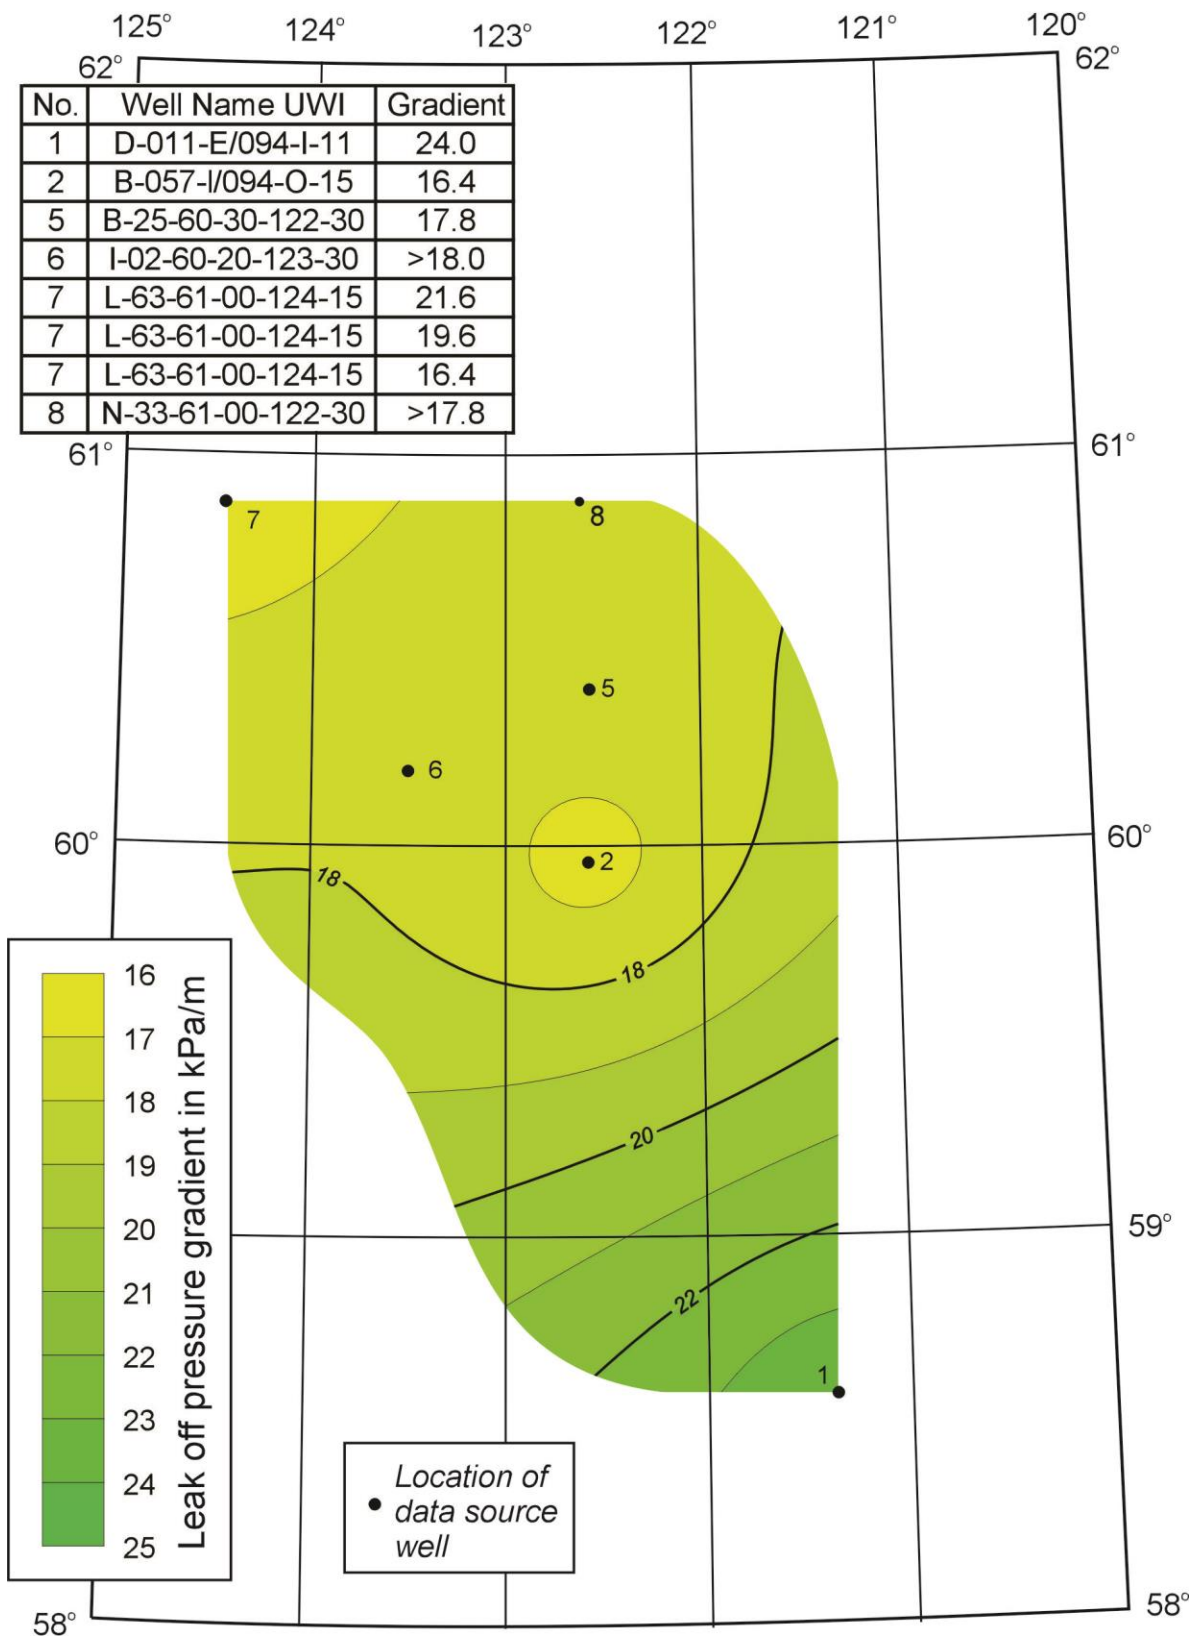 125° 124° 123° 122° 121° 120°
62° 62°
No. Well Name UWI Gradient
1 D-011-E/094-I-11 24.0
2 B-057-I/094-O-15 16.4
5 B-25-60-30-122-30 17.8
6 I-02-60-20-123-30 >18.0
7 L-63-61-00-124-15 21.6
7 L-63-61-00-124-15 19.6
7 L-63-61-00-124-15 16.4
8 N-33-61-00-122-30 >17.8
61° 61°
7 8
5
6
60° 60°
2
18
18
20
59°
22
1
16
17
18
19
20
21
22
23
24
25
Leak off pressure gradient in kPa/m
Location of
data source
well
58° 58°